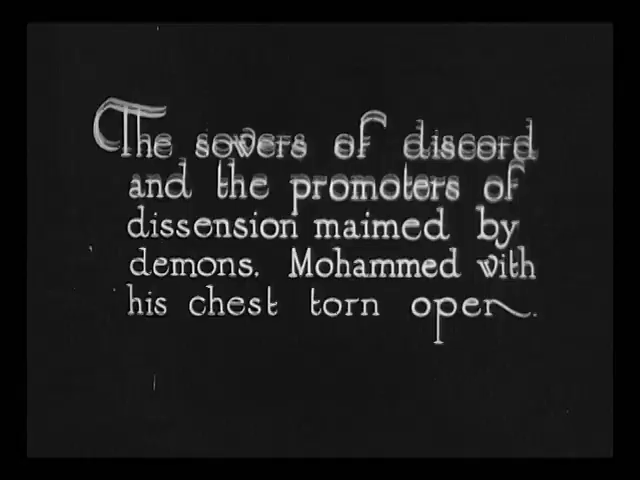 The sowers of discord
and the promoters of
dissension maimed by
demons. Mohammed with
his chest torn open.